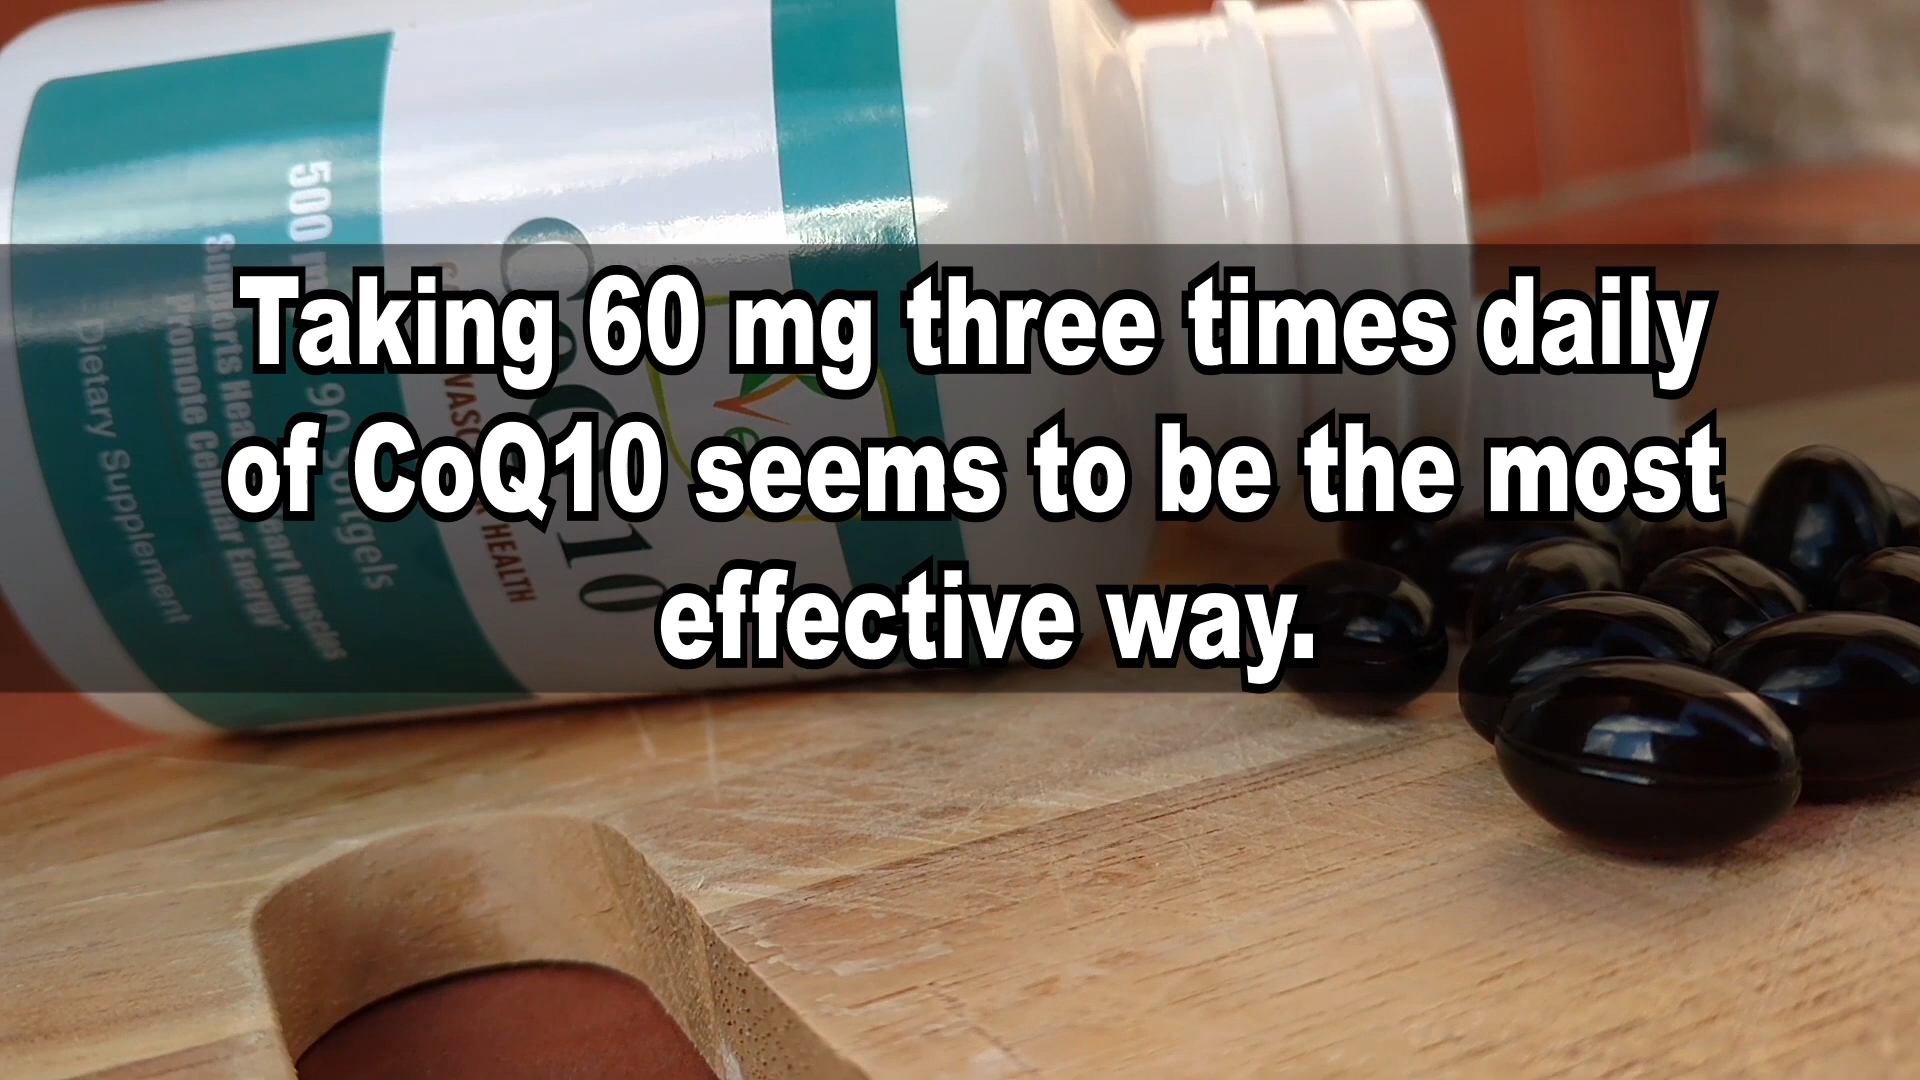 Taking 60 mg three times daily
of CoQ10 seems to be the most
effective way.
CoQ10
HEALTH
500
90 Softgels
Promote Cellular Energy
Dietary Supplement